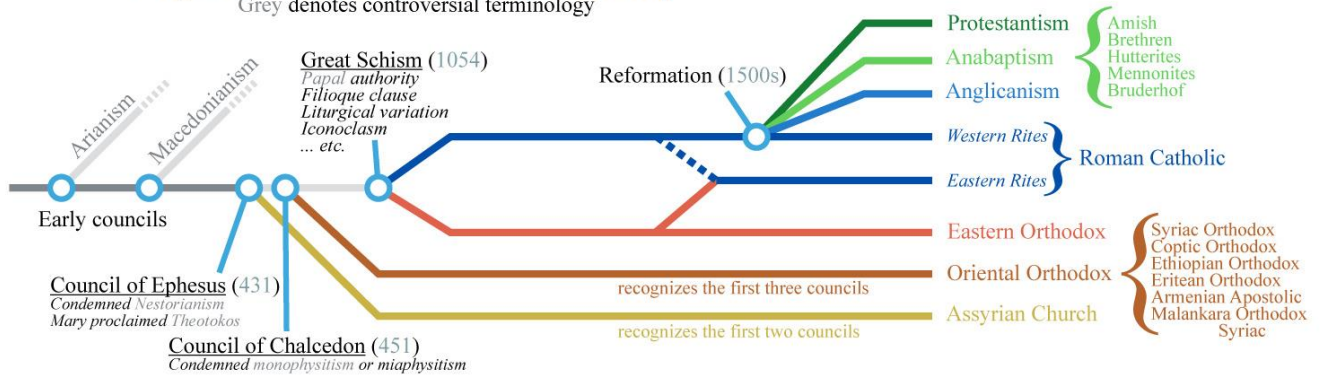 Grey denotes controversial terminology
Arianism
Macedonianism
Early councils
Great Schism (1054)
Papal authority
Filioque clause
Liturgical variation
Iconoclasm
... etc.
Reformation (1500s)
Council of Ephesus (431)
Condemned Nestorianism
Mary proclaimed Theotokos
Council of Chalcedon (451)
Condemned monophysitism or miaphysitism
recognizes the first three councils
recognizes the first two councils
Protestantism
Anabaptism
Amish
Brethren
Hutterites
Mennonites
Bruderhof
Anglicanism
Western Rites
Eastern Rites
Roman Catholic
Eastern Orthodox
Oriental Orthodox
Syriac Orthodox
Coptic Orthodox
Ethiopian Orthodox
Eritean Orthodox
Armenian Apostolic
Malankara Orthodox
Syriac
Assyrian Church